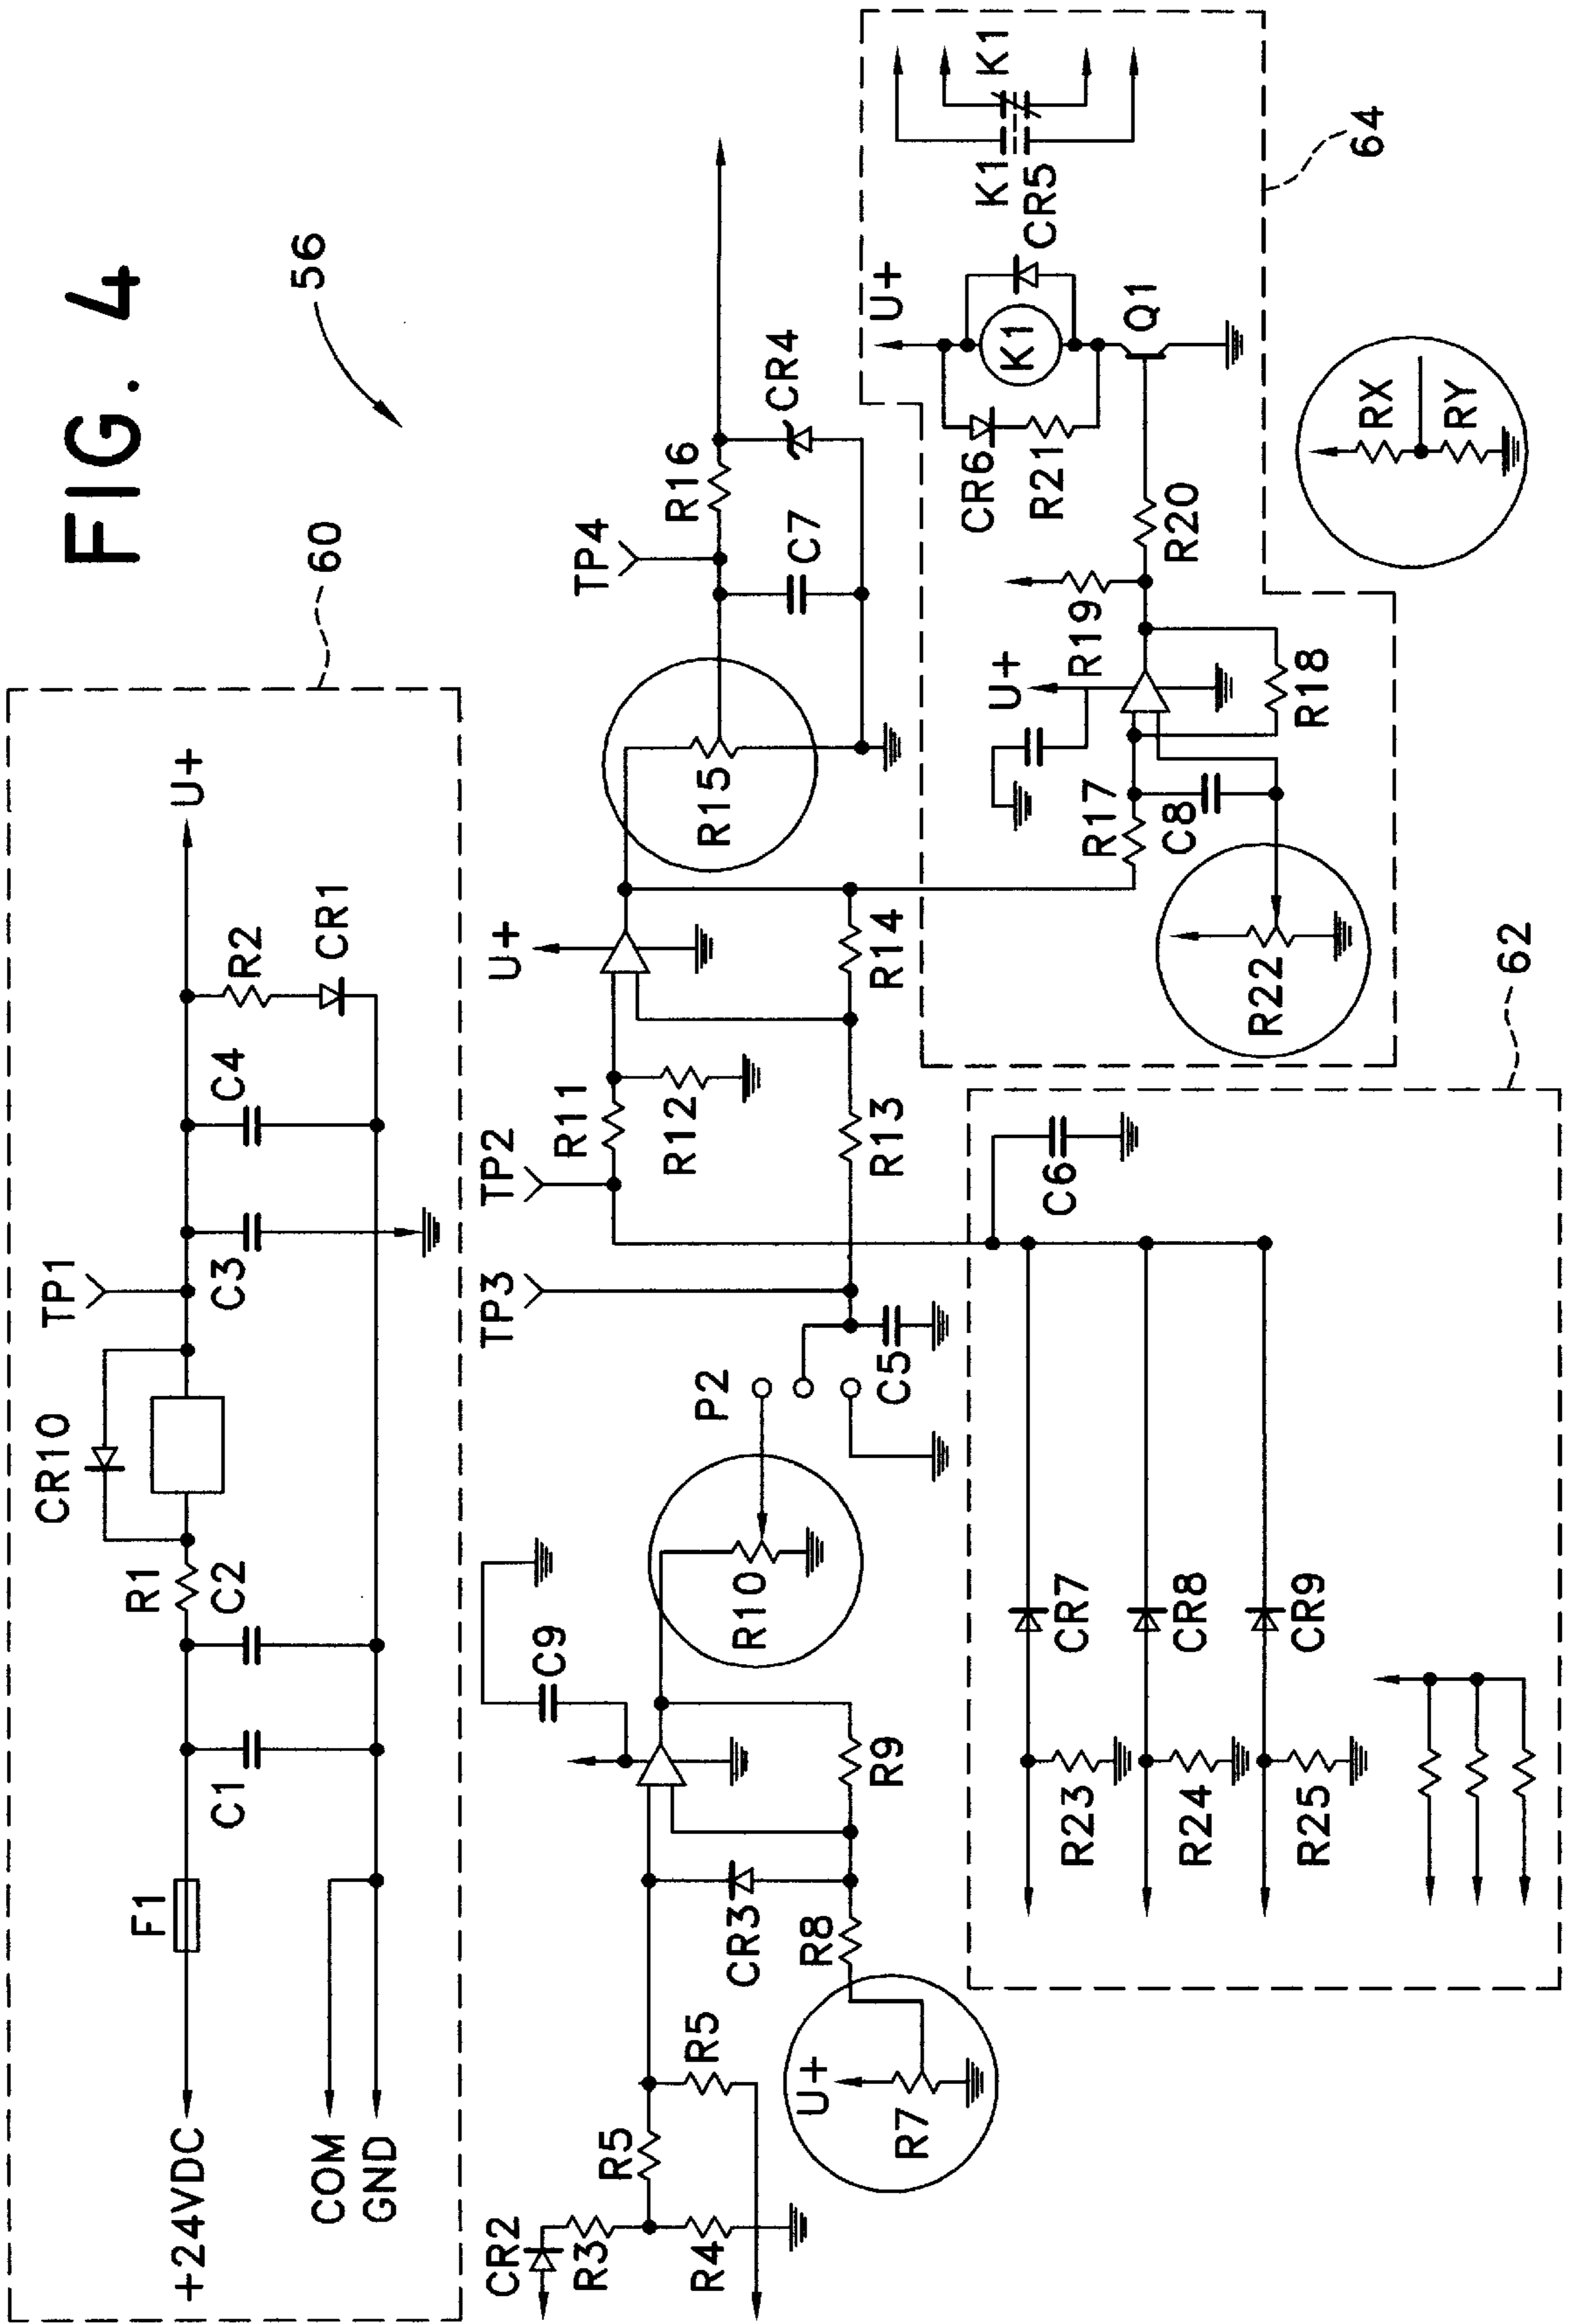 FIG. 4
56
60
+24VDC
COM
GND
F1
C1
C2
R1
CR10
TP1
C3
C4
R2
CR1
U+
CR2
R3
R4
R5
R5
U+
R7
R8
CR3
R9
C9
R10
P2
C5
TP3
TP2
R11
R12
R13
R14
U+
R15
TP4
C7
R16
CR4
62
R23
R24
R25
CR7
CR8
CR9
C6
64
R22
R17
C8
U+
R18
R19
R20
Q1
CR6
R21
K1
U+
CR5
K1
K1
RX
RY